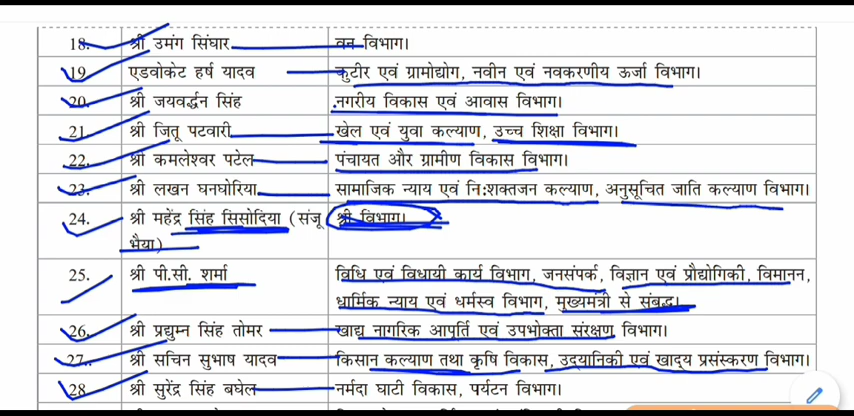 18. श्री उमंग सिंघार वन विभाग।
19. एडवोकेट हर्ष यादव कुटीर एवं ग्रामोद्योग, नवीन एवं नवकरणीय ऊर्जा विभाग।
20. श्री जयवर्द्धन सिंह नगरीय विकास एवं आवास विभाग।
21. श्री जितू पटवारी खेल एवं युवा कल्याण, उच्च शिक्षा विभाग।
22. श्री कमलेश्वर पटेल पंचायत और ग्रामीण विकास विभाग।
23. श्री लखन घनघोरिया सामाजिक न्याय एवं नि:शक्तजन कल्याण, अनुसूचित जाति कल्याण विभाग।
24. श्री महेंद्र सिंह सिसोदिया (संजू श्री विभाग।
भैया)
25. श्री पी.सी. शर्मा विधि एवं विधायी कार्य विभाग, जनसंपर्क, विज्ञान एवं प्रौद्योगिकी, विमानन,
धार्मिक न्याय एवं धर्मस्व विभाग, मुख्यमंत्री से संबद्ध।
26. श्री प्रद्युम्न सिंह तोमर खाद्य नागरिक आपूर्ति एवं उपभोक्ता संरक्षण विभाग।
27. श्री सचिन सुभाष यादव किसान कल्याण तथा कृषि विकास, उद्यानिकी एवं खाद्य प्रसंस्करण विभाग।
28 श्री सुरेंद्र सिंह बघेल नर्मदा घाटी विकास, पर्यटन विभाग।